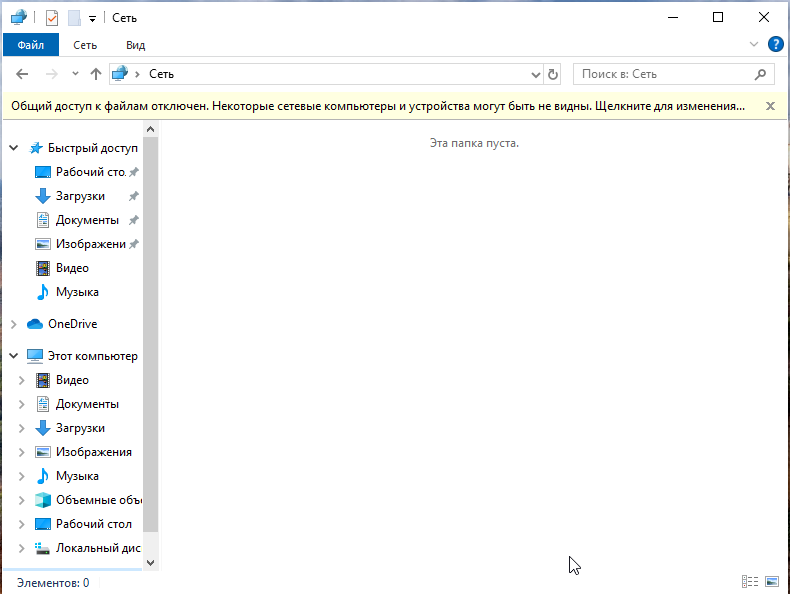 Сеть
Файл Сеть Вид
Сеть Поиск в: Сеть
Общий доступ к файлам отключен. Некоторые сетевые компьютеры и устройства могут быть не видны. Щелкните для изменения...
Эта папка пуста.
Быстрый доступ
Рабочий сто
Загрузки
Документы
Изображени
Видео
Музыка
OneDrive
Этот компьютер
Видео
Документы
Загрузки
Изображения
Музыка
Объемные объ
Рабочий стол
Локальный дис
Элементов: 0